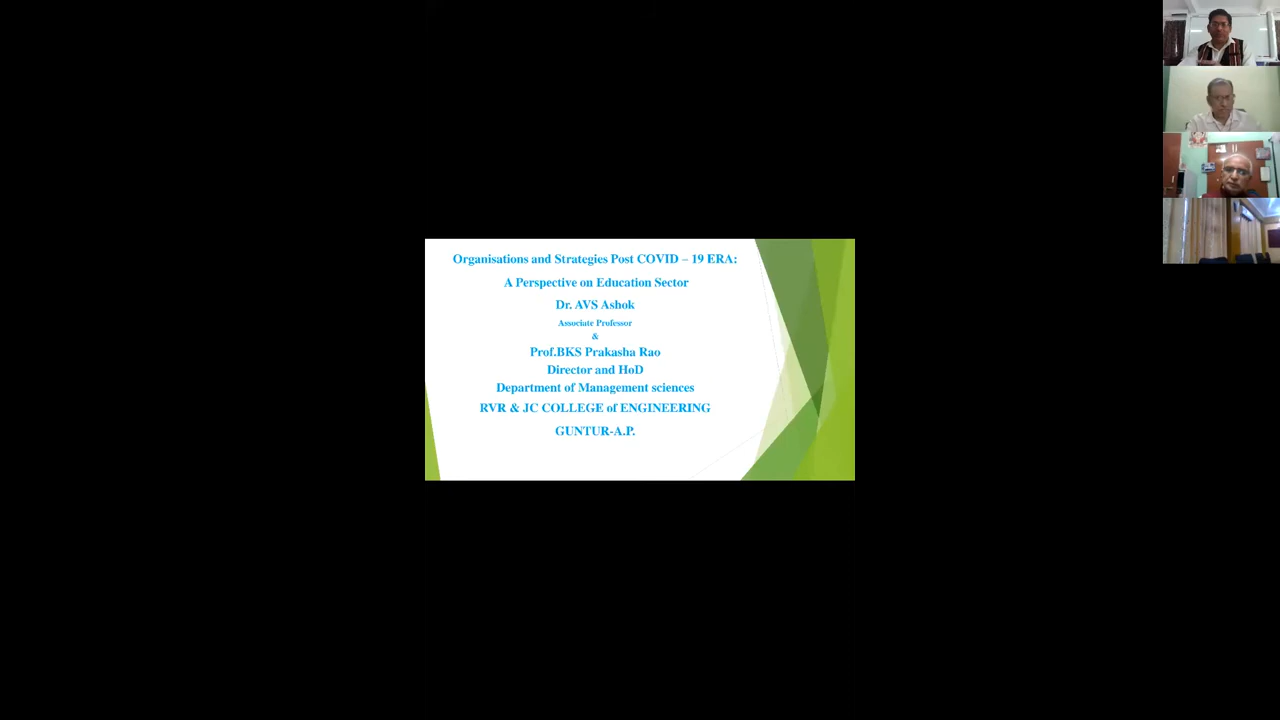 Organisations and Strategies Post COVID – 19 ERA:
A Perspective on Education Sector
Dr. AVS Ashok
Associate Professor
&
Prof.BKS Prakasha Rao
Director and HoD
Department of Management sciences
RVR & JC COLLEGE of ENGINEERING
GUNTUR-A.P.